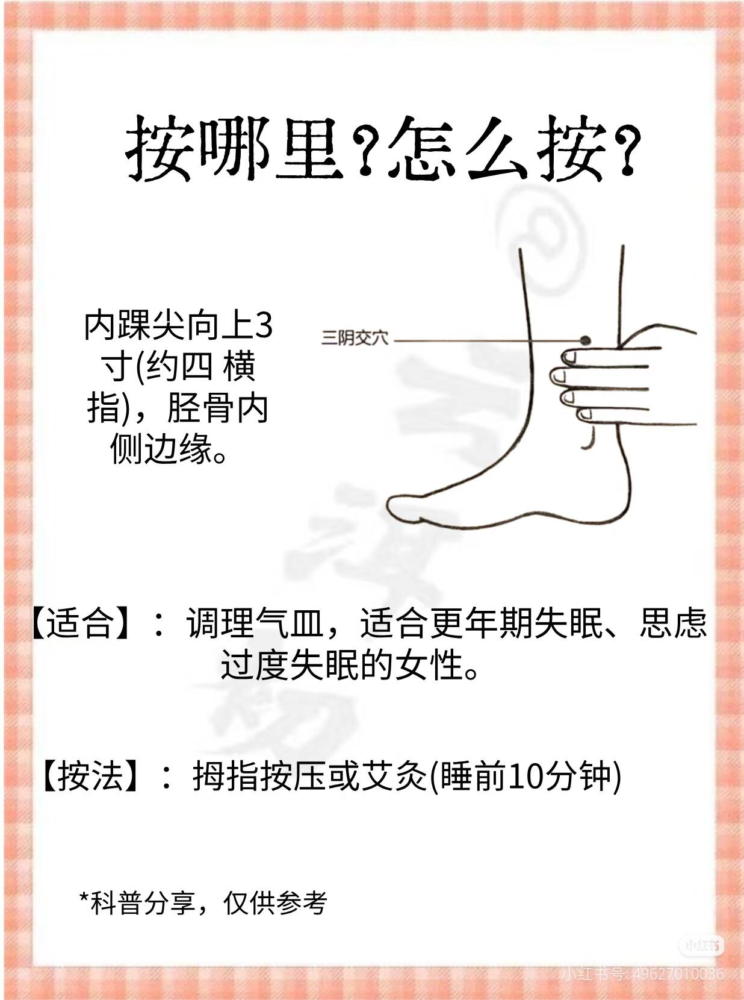 按哪里?怎么按?
内踝尖向上3
寸(约四 横
指)，胫骨内
侧边缘。
三阴交穴
【适合】：调理气皿，适合更年期失眠、思虑
过度失眠的女性。
【按法】：拇指按压或艾灸(睡前10分钟)
*科普分享，仅供参考
小红书
小红书号: 49627010036